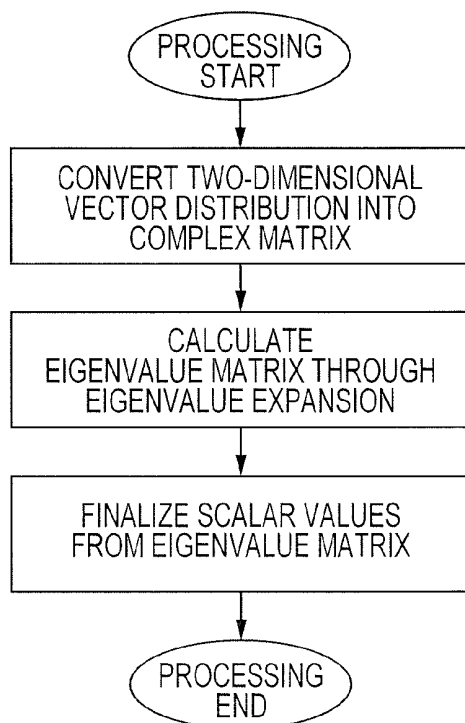 PROCESSING
START
CONVERT TWO-DIMENSIONAL
VECTOR DISTRIBUTION INTO
COMPLEX MATRIX
CALCULATE
EIGENVALUE MATRIX THROUGH
EIGENVALUE EXPANSION
FINALIZE SCALAR VALUES
FROM EIGENVALUE MATRIX
PROCESSING
END